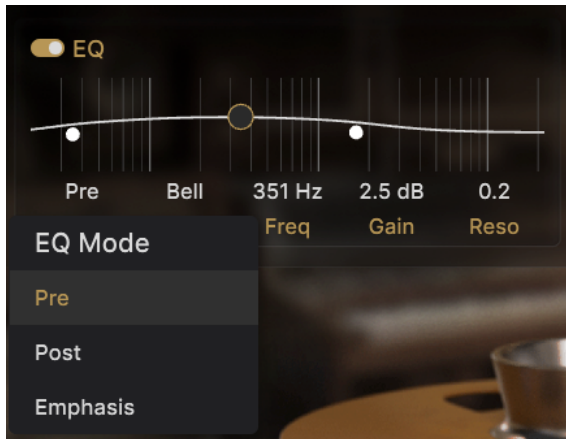 EQ
Pre Bell 351 Hz 2.5 dB 0.2
Freq Gain Reso
EQ Mode
Pre
Post
Emphasis